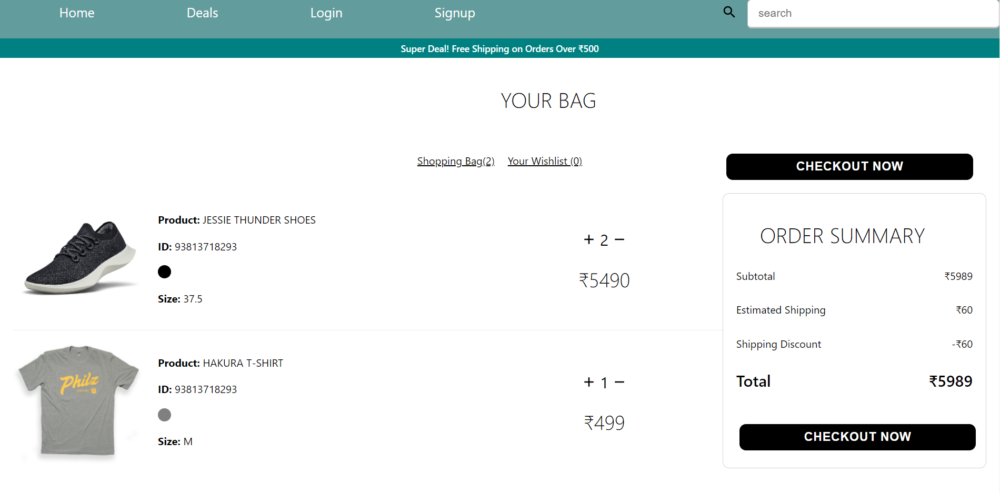 Home Deals Login Signup search
Super Deal! Free Shipping on Orders Over ₹500
YOUR BAG
Shopping Bag(2) Your Wishlist (0)
CHECKOUT NOW
Product: JESSIE THUNDER SHOES
ID: 93813718293
Size: 37.5
+ 2 −
₹5490
Product: HAKURA T-SHIRT
ID: 93813718293
Size: M
Philz
+ 1 −
₹499
ORDER SUMMARY
Subtotal ₹5989
Estimated Shipping ₹60
Shipping Discount -₹60
Total ₹5989
CHECKOUT NOW